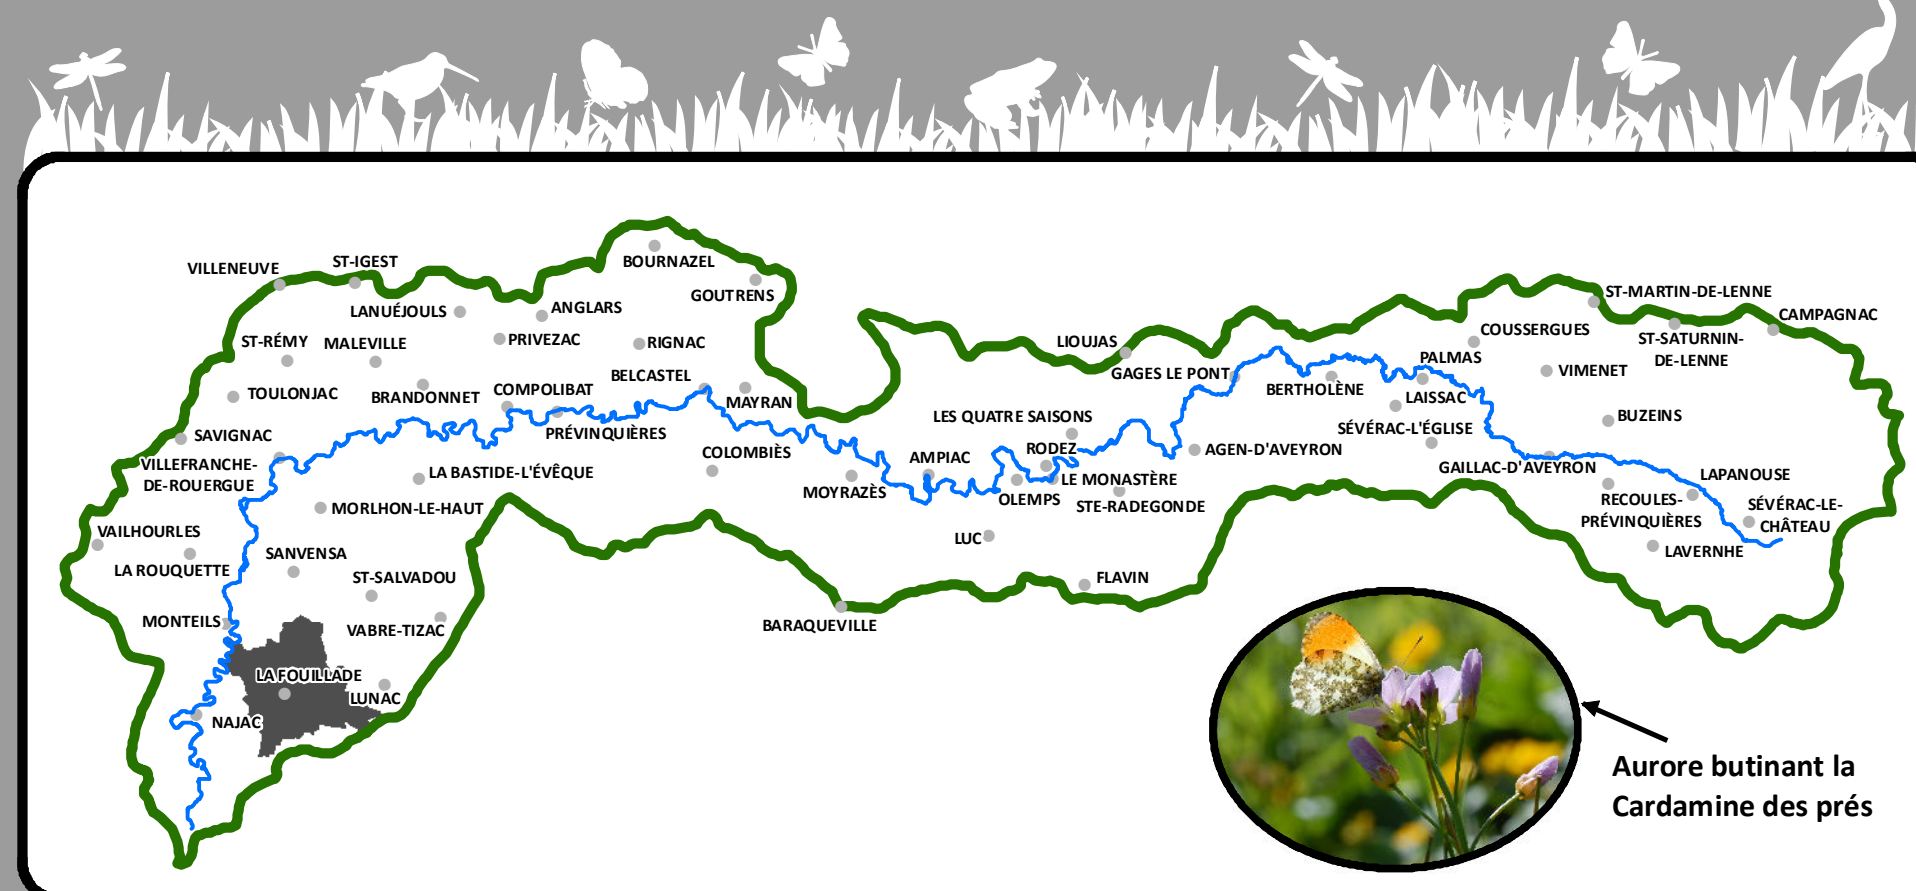 VILLENEUVE
ST-IGEST
BOURNAZEL
GOUTRENS
LANUÉJOULS
ANGLARS
ST-RÉMY
MALEVILLE
PRIVEZAC
RIGNAC
TOULONJAC
BRANDONNET
COMPOLIBAT
BELCASTEL
MAYRAN
SAVIGNAC
PRÉVINQUIÈRES
VILLEFRANCHE-
DE-ROUERGUE
LA BASTIDE-L'ÉVÊQUE
COLOMBIÈS
MORLHON-LE-HAUT
VAILHOURLES
LA ROUQUETTE
SANVENSA
ST-SALVADOU
MONTEILS
VABRE-TIZAC
LA FOUILLADE
LUNAC
NAJAC
MOYRAZÈS
AMPIAC
LES QUATRE SAISONS
RODEZ
LE MONASTÈRE
OLEMPS
STE-RADEGONDE
LUC
FLAVIN
BARAQUEVILLE
LIOUJAS
GAGES LE PONT
AGEN-D'AVEYRON
BERTHOLÈNE
PALMAS
LAISSAC
SÉVÉRAC-L'ÉGLISE
COUSSERGUES
ST-MARTIN-DE-LENNE
CAMPAGNAC
ST-SATURNIN-
DE-LENNE
VIMENET
BUZEINS
GAILLAC-D'AVEYRON
LAPANOUSE
RECOULES-
PRÉVINQUIÈRES
SÉVÉRAC-LE-
CHÂTEAU
LAVERNHE
Aurore butinant la
Cardamine des prés